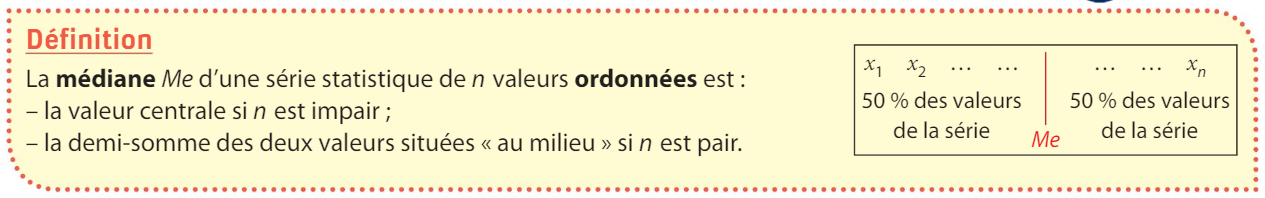 Définition
La médiane Me d'une série statistique de n valeurs ordonnées est :
– la valeur centrale si n est impair ;
– la demi-somme des deux valeurs situées « au milieu » si n est pair.
x₁ x₂ … … … … xₙ
50 % des valeurs 50 % des valeurs
de la série Me de la série